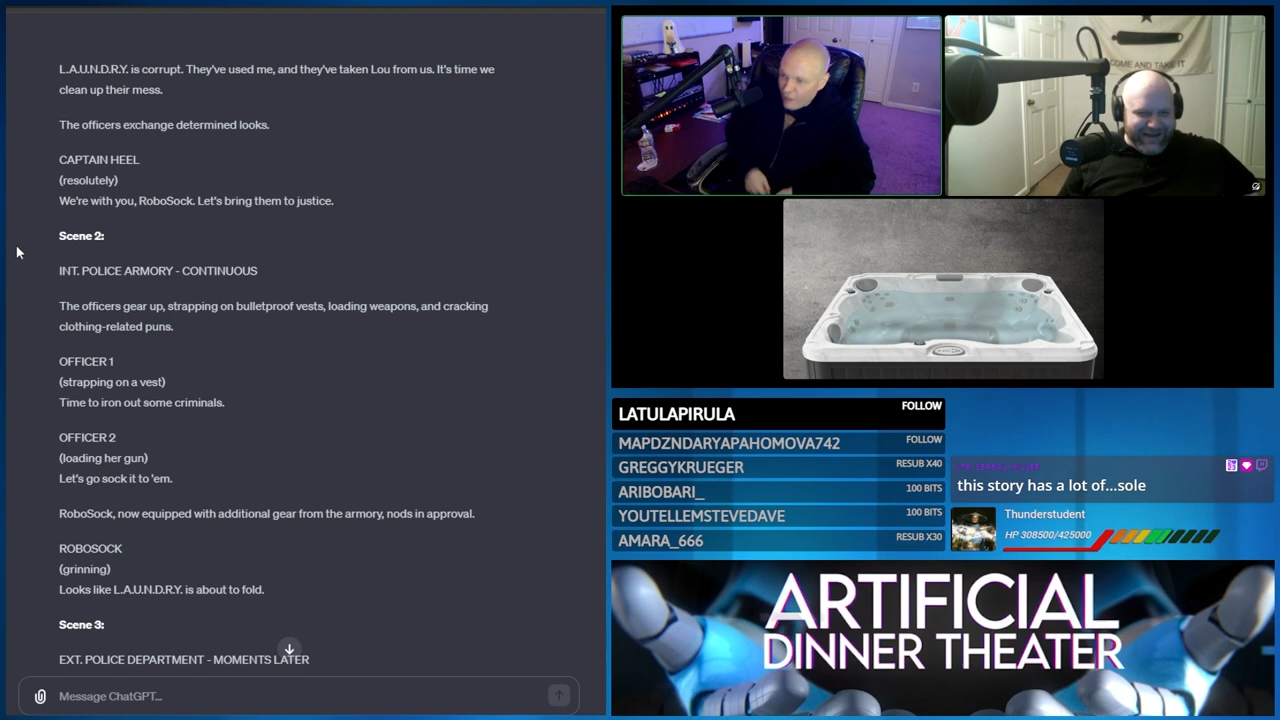 L.A.U.N.D.R.Y. is corrupt. They've used me, and they've taken Lou from us. It's time we
clean up their mess.
The officers exchange determined looks.
CAPTAIN HEEL
(resolutely)
We're with you, RoboSock. Let's bring them to justice.
Scene 2:
INT. POLICE ARMORY - CONTINUOUS
The officers gear up, strapping on bulletproof vests, loading weapons, and cracking
clothing-related puns.
OFFICER 1
(strapping on a vest)
Time to iron out some criminals.
OFFICER 2
(loading her gun)
Let's go sock it to 'em.
RoboSock, now equipped with additional gear from the armory, nods in approval.
ROBOSOCK
(grinning)
Looks like L.A.U.N.D.R.Y. is about to fold.
Scene 3:
EXT. POLICE DEPARTMENT - MOMENTS LATER
Message ChatGPT...
COME AND TAKE IT
LATULAPIRULA FOLLOW
MAPDZNDARYAPAHOMOVA742 FOLLOW
GREGGYKRUEGER RESUB X40
ARIBOBARI_ 100 BITS
YOUTELLEMSTEVEDAVE 100 BITS
AMARA_666 RESUB X30
this story has a lot of...sole
Thunderstudent
HP 308500/425000
ARTIFICIAL
DINNER THEATER